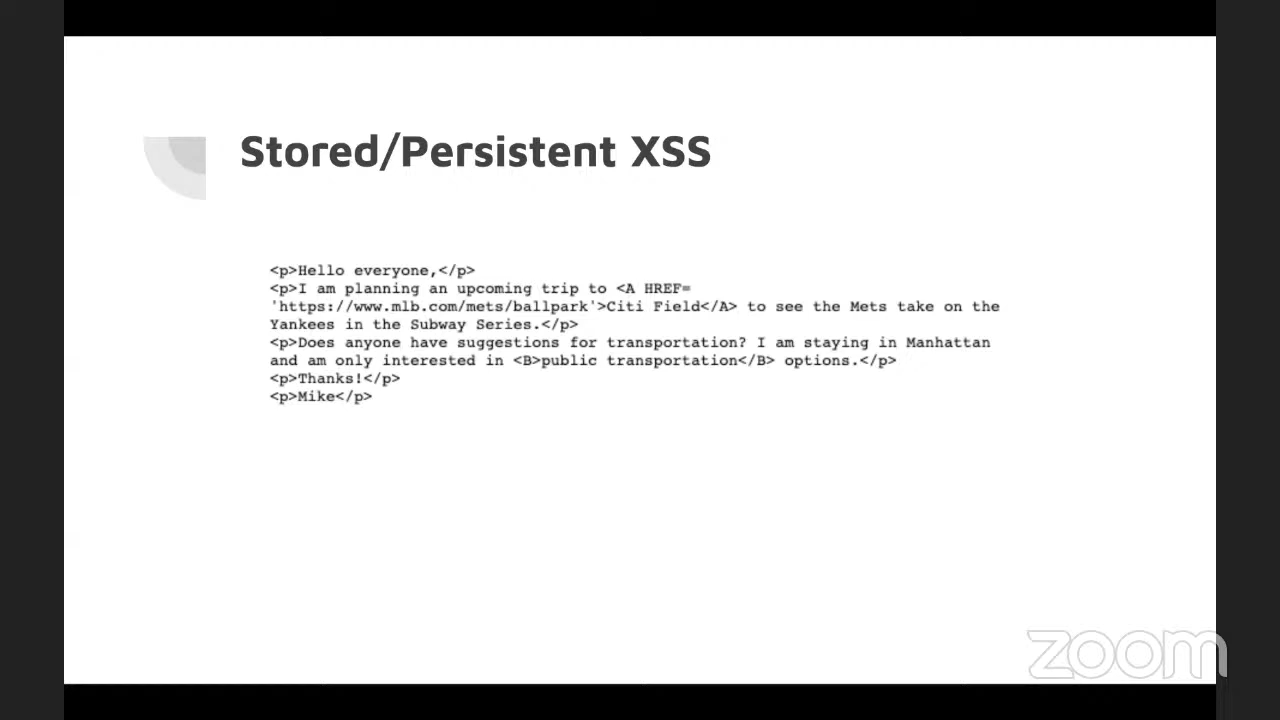 Stored/Persistent XSS
<p>Hello everyone,</p>
<p>I am planning an upcoming trip to <A HREF=
'https://www.mlb.com/mets/ballpark'>Citi Field</A> to see the Mets take on the
Yankees in the Subway Series.</p>
<p>Does anyone have suggestions for transportation? I am staying in Manhattan
and am only interested in <B>public transportation</B> options.</p>
<p>Thanks!</p>
<p>Mike</p>
zoom